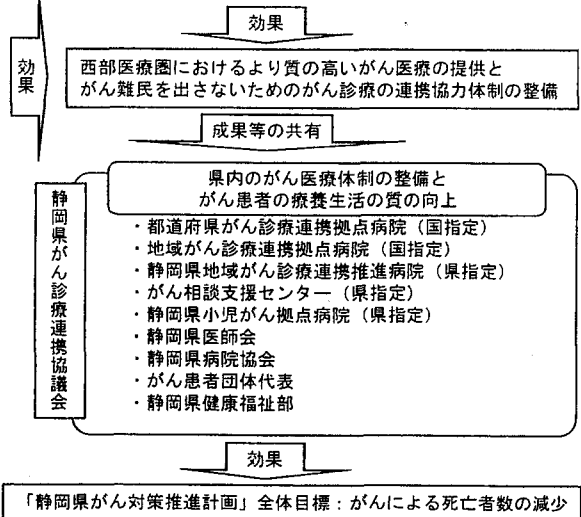 効果
効果
西部医療圏におけるより質の高いがん医療の提供と
がん難民を出さないためのがん診療の連携協力体制の整備
成果等の共有
県内のがん医療体制の整備と
がん患者の療養生活の質の向上
静岡県がん診療連携協議会
・都道府県がん診療連携拠点病院（国指定）
・地域がん診療連携拠点病院（国指定）
・静岡県地域がん診療連携推進病院（県指定）
・がん相談支援センター（県指定）
・静岡県小児がん拠点病院（県指定）
・静岡県医師会
・静岡県病院協会
・がん患者団体代表
・静岡県健康福祉部
効果
「静岡県がん対策推進計画」全体目標：がんによる死亡者数の減少